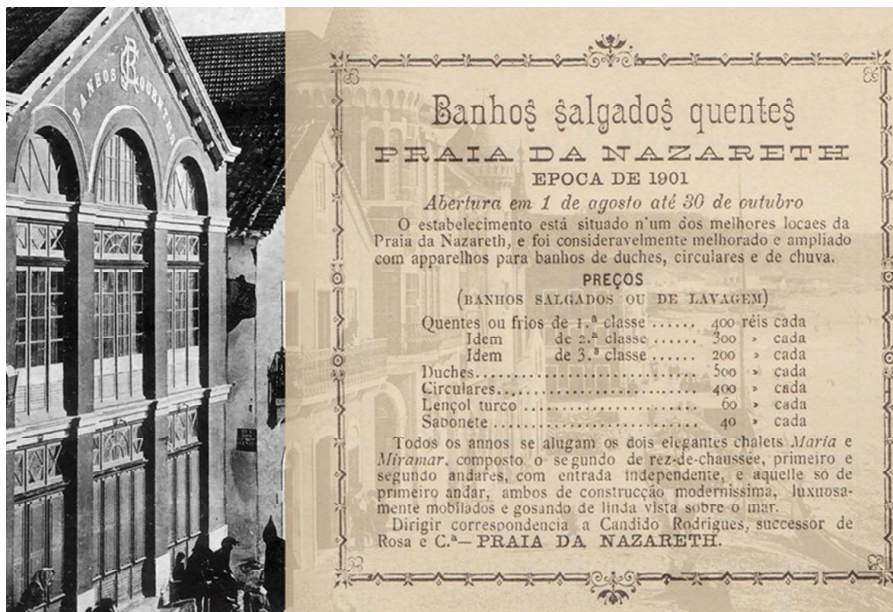 BANHOS QUENTES
Banhos salgados quentes
PRAIA DA NAZARETH
EPOCA DE 1901
Abertura em 1 de agosto até 30 de outubro
O estabelecimento está situado n'um dos melhores locaes da
Praia da Nazareth, e foi consideravelmente melhorado e ampliado
com apparelhos para banhos de duches, circulares e de chuva.
PREÇOS
(BANHOS SALGADOS OU DE LAVAGEM)
Quentes ou frios de 1.ª classe ...... 400 réis cada
Idem de 2.ª classe ...... 300 » cada
Idem de 3.ª classe ...... 200 » cada
Duches.............................. 500 » cada
Circulares.......................... 400 » cada
Lençol turco ....................... 60 » cada
Sabonete ........................... 40 » cada
Todos os annos se alugam os dois elegantes chalets Maria e
Miramar, composto o segundo de rez-de-chaussée, primeiro e
segundo andares, com entrada independente, e aquelle só de
primeiro andar, ambos de construcção modernissima, luxuosa-
mente mobilados e gosando de linda vista sobre o mar.
Dirigir correspondencia a Candido Rodrigues, successor de
Rosa e C.ª— PRAIA DA NAZARETH.